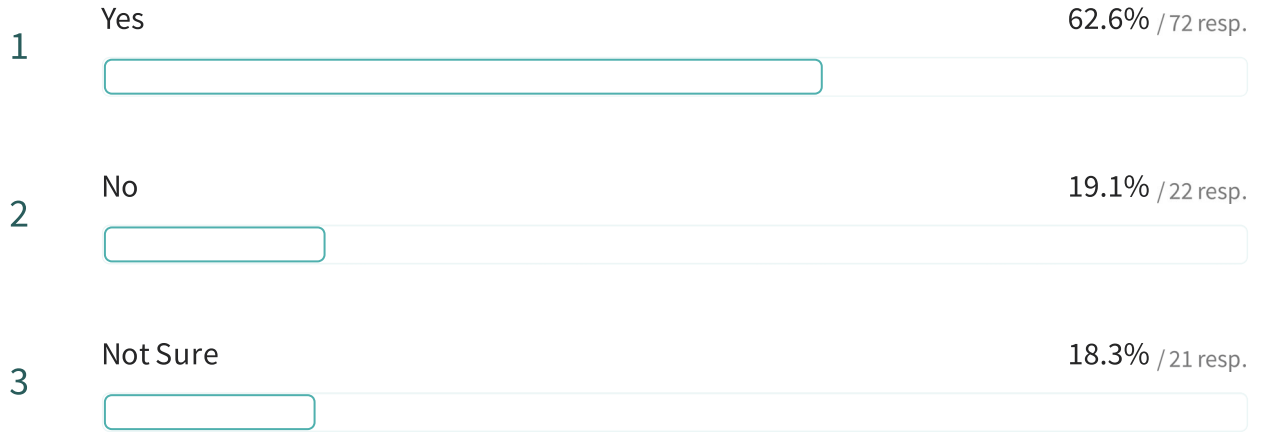 1
Yes
62.6% / 72 resp.
2
No
19.1% / 22 resp.
3
Not Sure
18.3% / 21 resp.